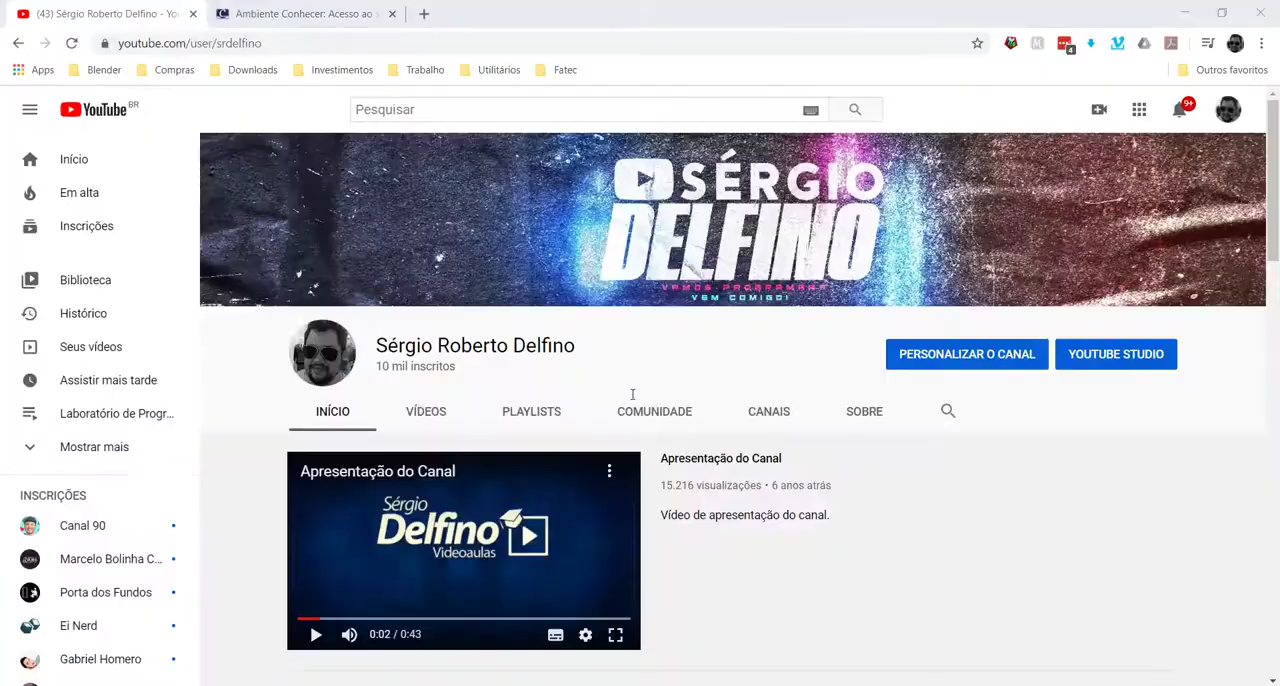 (43) Sérgio Roberto Delfino - Yo
Ambiente Conhecer: Acesso ao s
youtube.com/user/srdelfino
4
Apps
Blender
Compras
Downloads
Investimentos
Trabalho
Utilitários
Fatec
Outros favoritos
YouTube BR
Pesquisar
9+
Início
Em alta
Inscrições
Biblioteca
Histórico
Seus vídeos
Assistir mais tarde
Laboratório de Progr...
Mostrar mais
INSCRIÇÕES
Canal 90
Marcelo Bolinha C...
Porta dos Fundos
Ei Nerd
Gabriel Homero
SÉRGIO
DELFINO
VAMOS PROGRAMAR?
VEM COMIGO!
Sérgio Roberto Delfino
10 mil inscritos
PERSONALIZAR O CANAL
YOUTUBE STUDIO
INÍCIO
VÍDEOS
PLAYLISTS
COMUNIDADE
CANAIS
SOBRE
Apresentação do Canal
Sérgio
Delfino
Videoaulas
0:02 / 0:43
Apresentação do Canal
15.216 visualizações • 6 anos atrás
Vídeo de apresentação do canal.